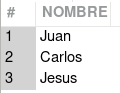 # NOMBRE
1 Juan
2 Carlos
3 Jesus